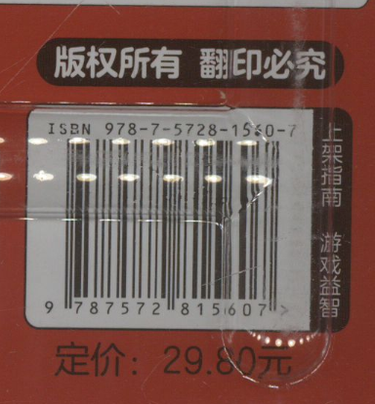 版权所有 翻印必究
ISBN 978-7-5728-1560-7
上架指南 游戏益智
9 787572 815607 >
定价：29.80元